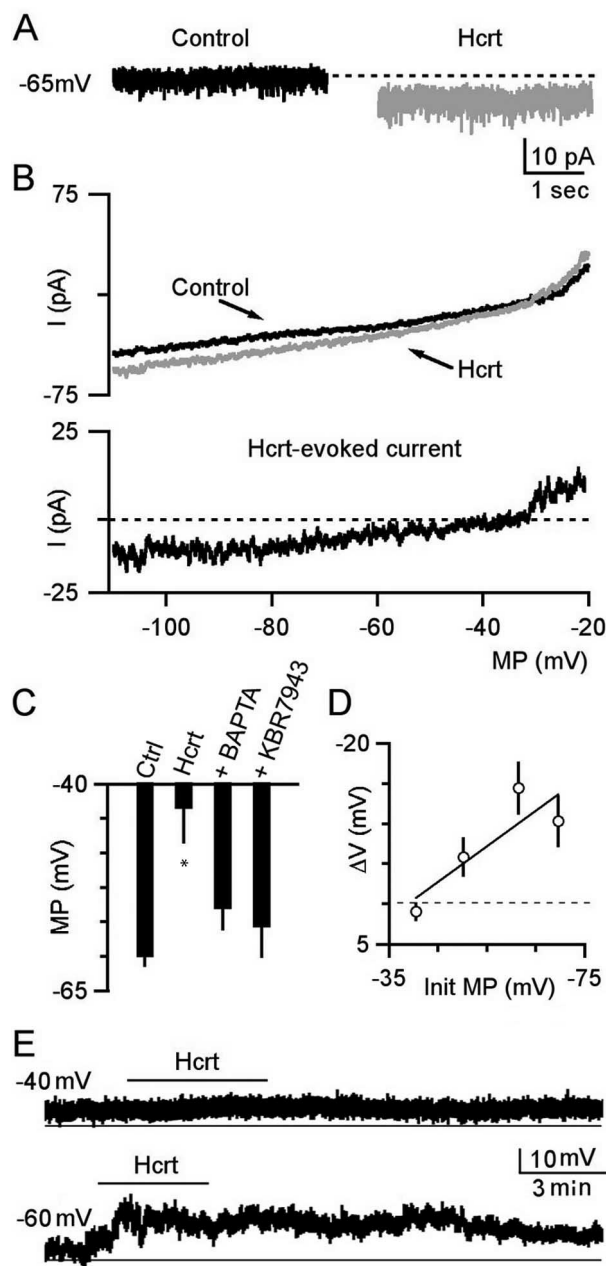 A
Control Hcrt
-65mV
10 pA
1 sec
B
75
I (pA)
Control
Hcrt
-75
25
Hcrt-evoked current
I (pA)
-25
-100 -80 -60 -40 -20
MP (mV)
C
Ctrl
Hcrt
+ BAPTA
+ KBR7943
-40
MP (mV)
*
-65
D
-20
ΔV (mV)
5
-35 -75
Init MP (mV)
E
Hcrt
-40 mV
Hcrt
10 mV
3 min
-60 mV